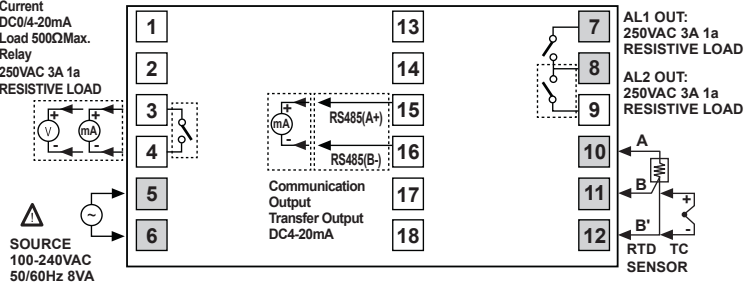 Current
DC0/4-20mA
Load 500ΩMax.
Relay
250VAC 3A 1a
RESISTIVE LOAD
+ +
V mA
- -
SOURCE
100-240VAC
50/60Hz 8VA
1
2
3
4
5
6
+
mA
-
RS485(A+)
RS485(B-)
Communication
Output
Transfer Output
DC4-20mA
13
14
15
16
17
18
7
8
9
10
11
12
AL1 OUT:
250VAC 3A 1a
RESISTIVE LOAD
AL2 OUT:
250VAC 3A 1a
RESISTIVE LOAD
A
B
B'
+
-
RTD TC
SENSOR